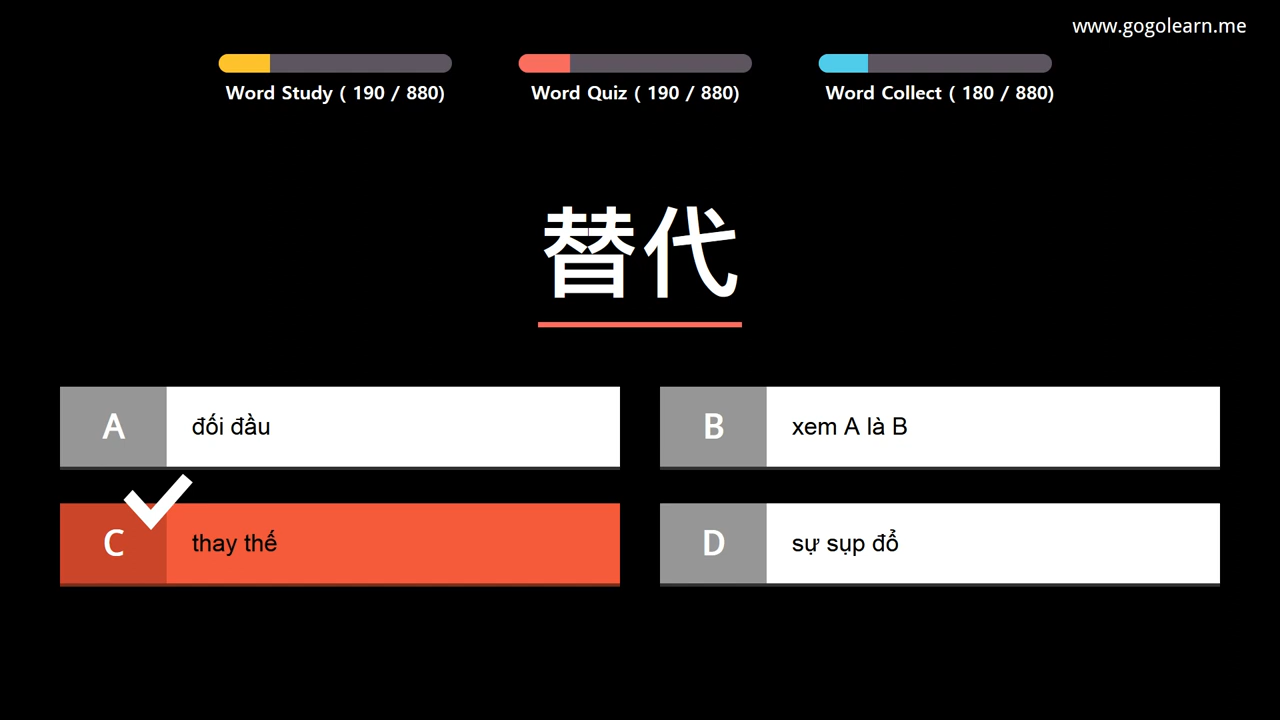 www.gogolearn.me
Word Study ( 190 / 880)
Word Quiz ( 190 / 880)
Word Collect ( 180 / 880)
替代
A
đối đầu
B
xem A là B
C
thay thế
D
sự sụp đổ